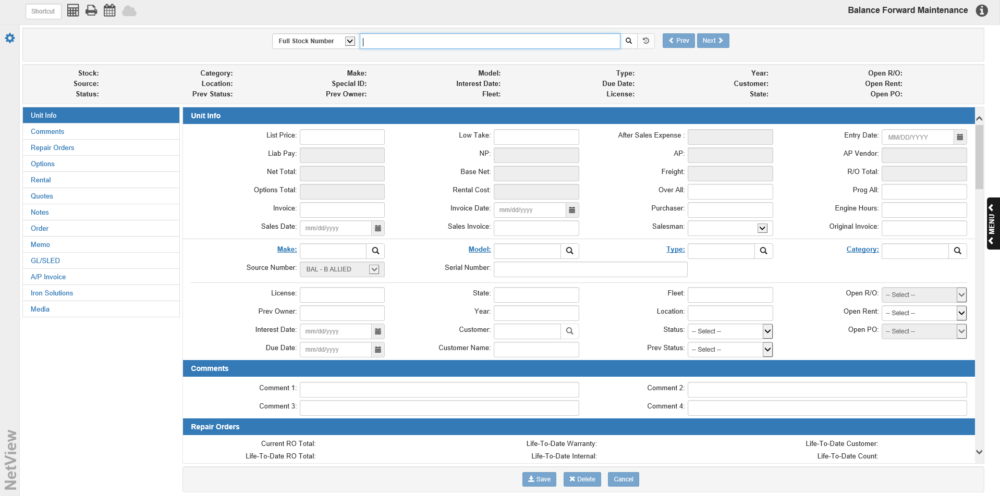 Shortcut
Balance Forward Maintenance
Full Stock Number
Prev
Next
Stock: Category: Make: Model: Type: Year: Open R/O:
Source: Location: Special ID: Interest Date: Due Date: Customer: Open Rent:
Status: Prev Status: Prev Owner: Fleet: License: State: Open PO:
Unit Info
Comments
Repair Orders
Options
Rental
Quotes
Notes
Order
Memo
GL/SLED
A/P Invoice
Iron Solutions
Media
Unit Info
List Price: Low Take: After Sales Expense : Entry Date: MM/DD/YYYY
Liab Pay: NP: AP: AP Vendor:
Net Total: Base Net: Freight: R/O Total:
Options Total: Rental Cost: Over All: Prog All:
Invoice: Invoice Date: mm/dd/yyyy Purchaser: Engine Hours:
Sales Date: mm/dd/yyyy Sales Invoice: Salesman: Original Invoice:
Make: Model: Type: Category:
Source Number: BAL - B ALLIED Serial Number:
License: State: Fleet: Open R/O: -- Select --
Prev Owner: Year: Location: Open Rent: -- Select --
Interest Date: mm/dd/yyyy Customer: Status: -- Select -- Open PO: -- Select --
Due Date: mm/dd/yyyy Customer Name: Prev Status: -- Select --
Comments
Comment 1: Comment 2:
Comment 3: Comment 4:
Repair Orders
Current RO Total: Life-To-Date Warranty: Life-To-Date Customer:
Life-To-Date RO Total: Life-To-Date Internal: Life-To-Date Count:
Save
Delete
Cancel
MENU
NetView